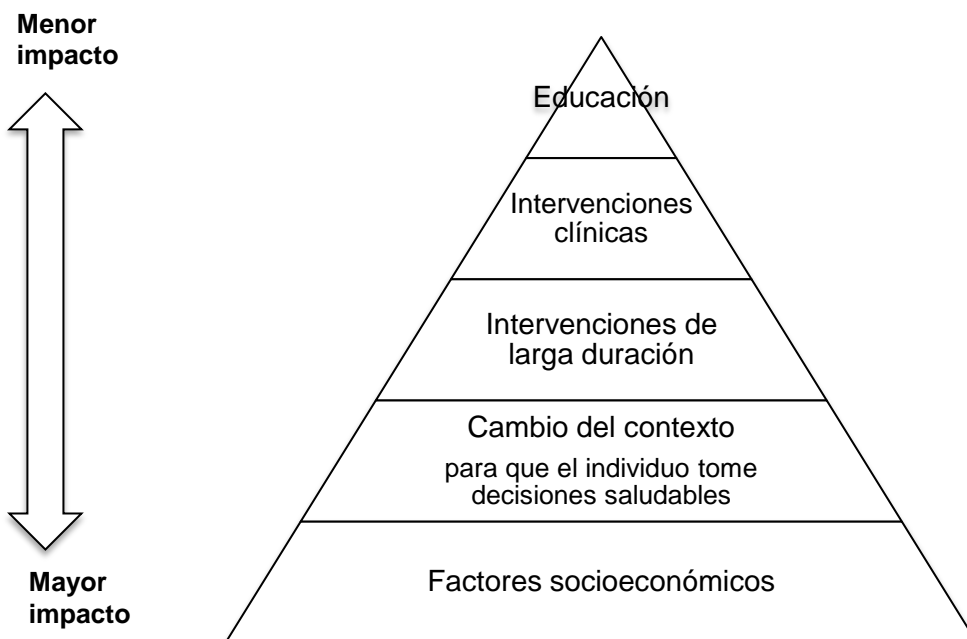 Menor
impacto
Educación
Intervenciones
clínicas
Intervenciones de
larga duración
Cambio del contexto
para que el individuo tome
decisiones saludables
Factores socioeconómicos
Mayor
impacto